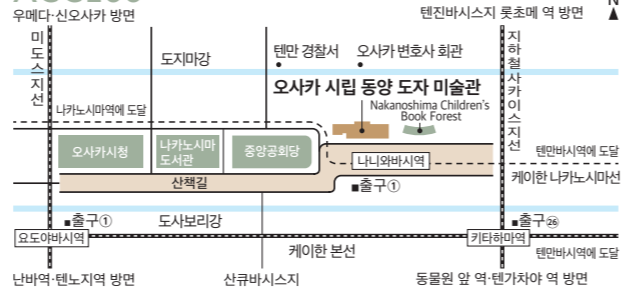 우메다·신오사카 방면
텐진바시스지 롯초메 역 방면
N
미도스지선
도지마강
텐만 경찰서
오사카 변호사 회관
지하철사카이스지선
오사카 시립 동양 도자 미술관
Nakanoshima Children's
Book Forest
나카노시마역에 도달
오사카시청
나카노시마
도서관
중앙공회당
나니와바시역
텐만바시역에 도달
케이한 나카노시마선
산책길
■출구①
■출구①
도사보리강
■출구㉖
요도야바시역
키타하마역
케이한 본선
텐만바시역에 도달
난바역·텐노지역 방면
산큐바시스지
동물원 앞 역·텐가차야 역 방면